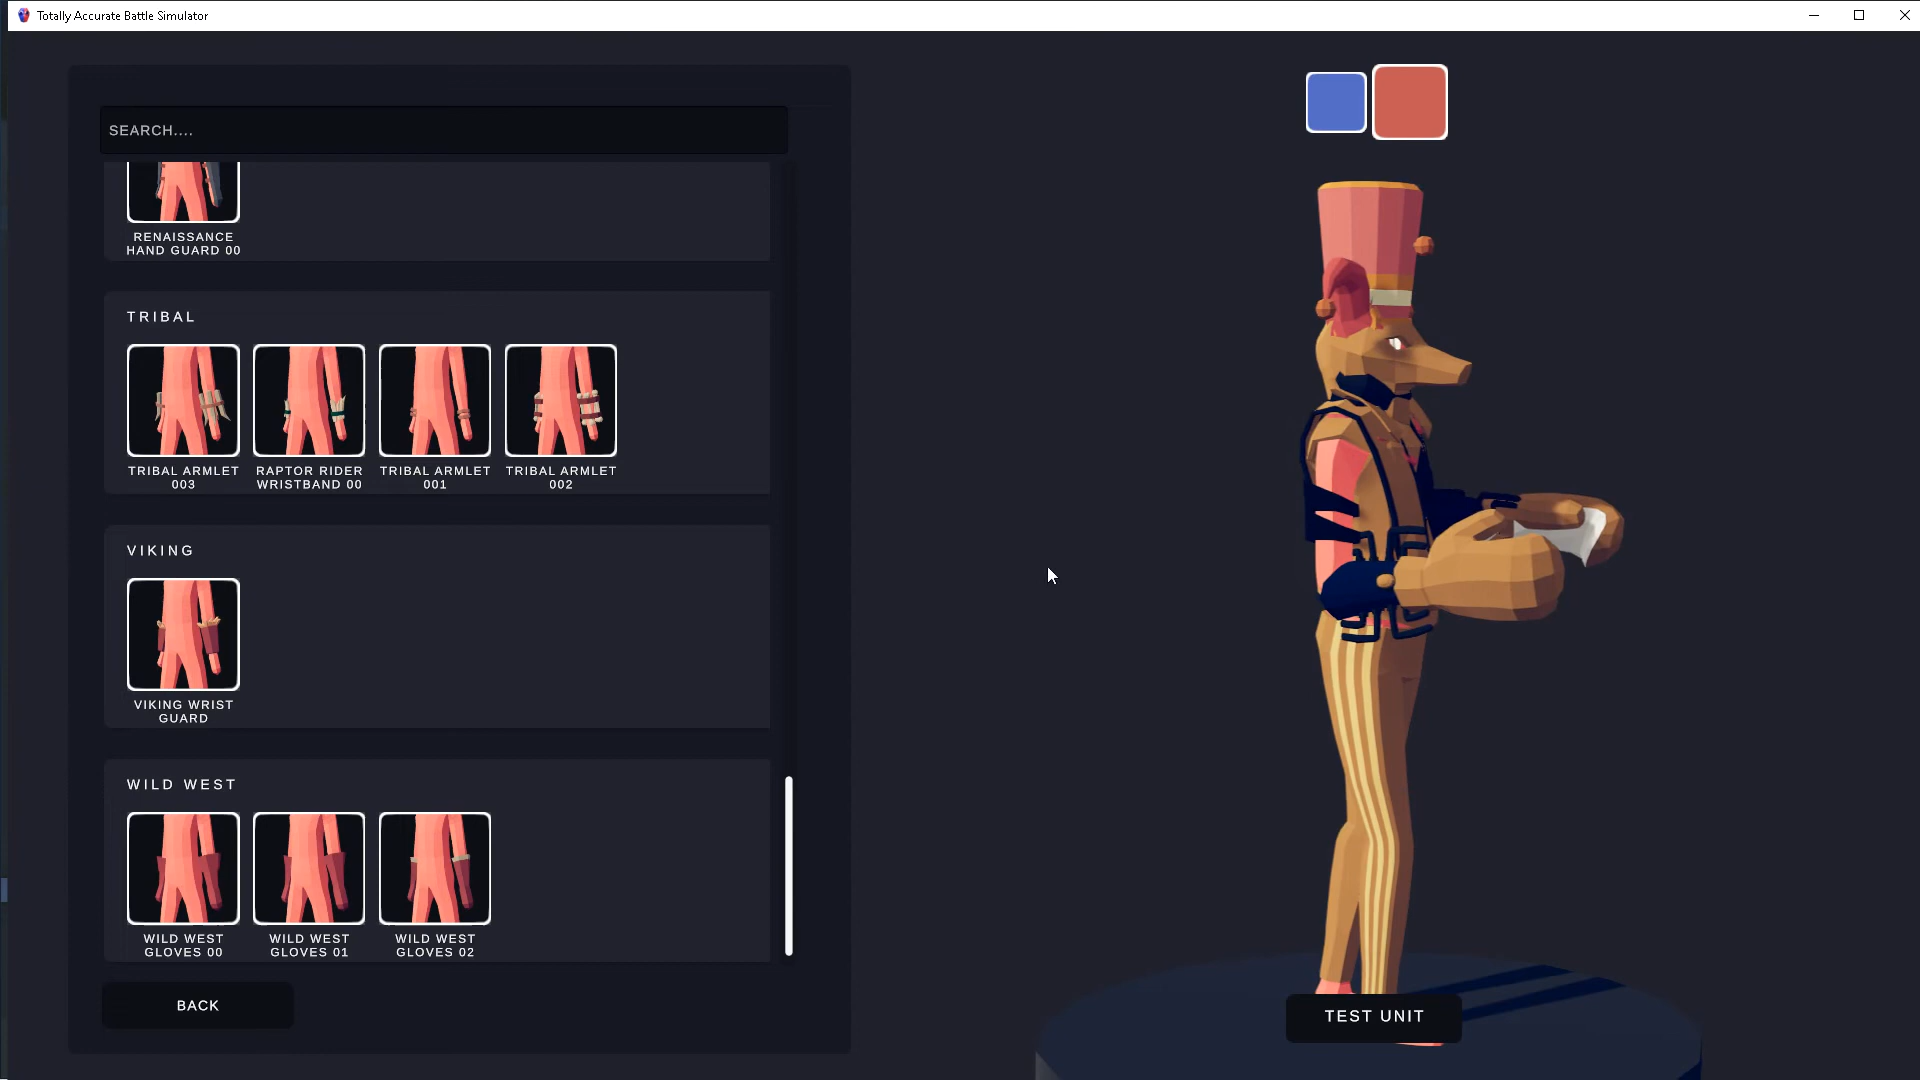 Totally Accurate Battle Simulator
SEARCH....
RENAISSANCE
HAND GUARD 00
TRIBAL
TRIBAL ARMLET
003
RAPTOR RIDER
WRISTBAND 00
TRIBAL ARMLET
001
TRIBAL ARMLET
002
VIKING
VIKING WRIST
GUARD
WILD WEST
WILD WEST
GLOVES 00
WILD WEST
GLOVES 01
WILD WEST
GLOVES 02
BACK
TEST UNIT